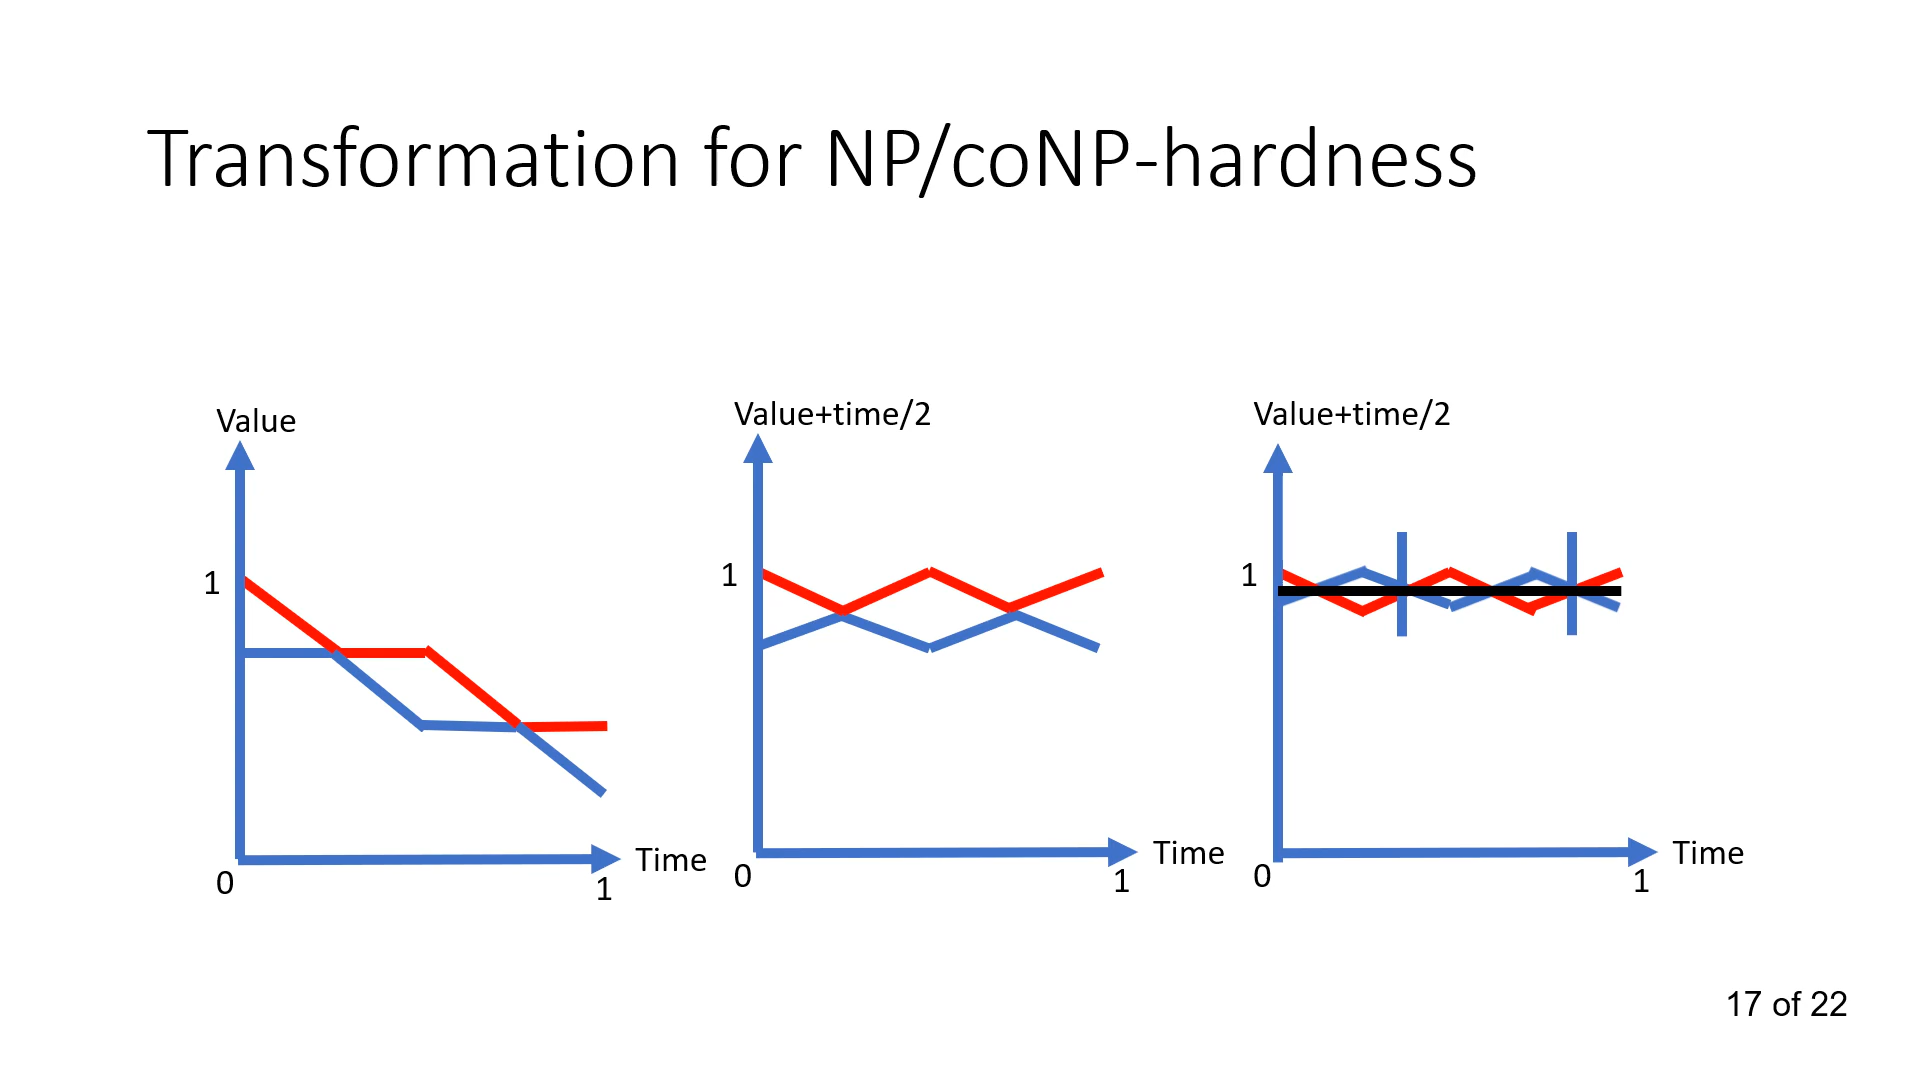 Transformation for NP/coNP-hardness
Value
1
0
1
Time
Value+time/2
1
0
1
Time
Value+time/2
1
0
1
Time
17 of 22